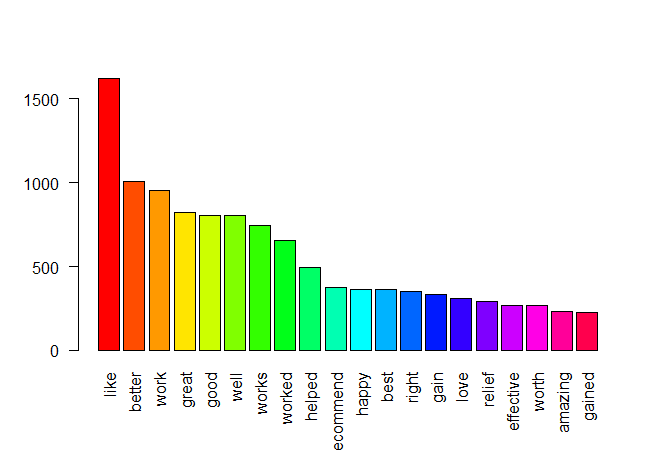 1500
1000
500
0
like
better
work
great
good
well
works
worked
helped
ecommend
happy
best
right
gain
love
relief
effective
worth
amazing
gained